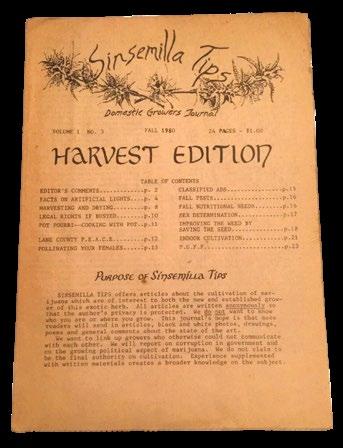 Sinsemilla Tips
Domestic Growers Journal
VOLUME 1 NO. 3 FALL 1980 24 PAGES - $1.00
HARVEST EDITION
TABLE OF CONTENTS
EDITOR'S COMMENTS...........p. 2
FACTS ON ARTIFICIAL LIGHTS..p. 4
HARVESTING AND DRYING.......p. 8
LEGAL RIGHTS IF BUSTED......p.10
POT POURRI--COOKING WITH POT.p.11
LANE COUNTY P.E.A.C.E.......p.12
POLLINATING YOUR FEMALES....p.13
CLASSIFIED ADS..............p.15
FALL PESTS..................p.16
FALL NUTRITIONAL NEEDS......p.16
SEX DETERMINATION...........p.17
IMPROVING THE WEED BY
SAVING THE SEED............p.18
INDOOR CULTIVATION..........p.21
P.G.F.F.....................p.23
PURPOSE OF SINSEMILLA TIPS
SINSEMILLA TIPS offers articles about the cultivation of mar-
ijuana which are of interest to both the new and established grow-
er of this exotic herb. All articles are written anonymously so
that the author's privacy is protected. We do not want to know
who you are or where you grow. This journal's hope is that more
readers will send in articles, black and white photos, drawings,
poems and general comments about the state of the art.
We want to link up growers who otherwise could not communicate
with each other. We will report on corruption in government and
on the growing political aspect of marijuana. We do not claim to
be the final authority on cultivation. Experience supplemented
with written materials creates a broader knowledge on the subject.